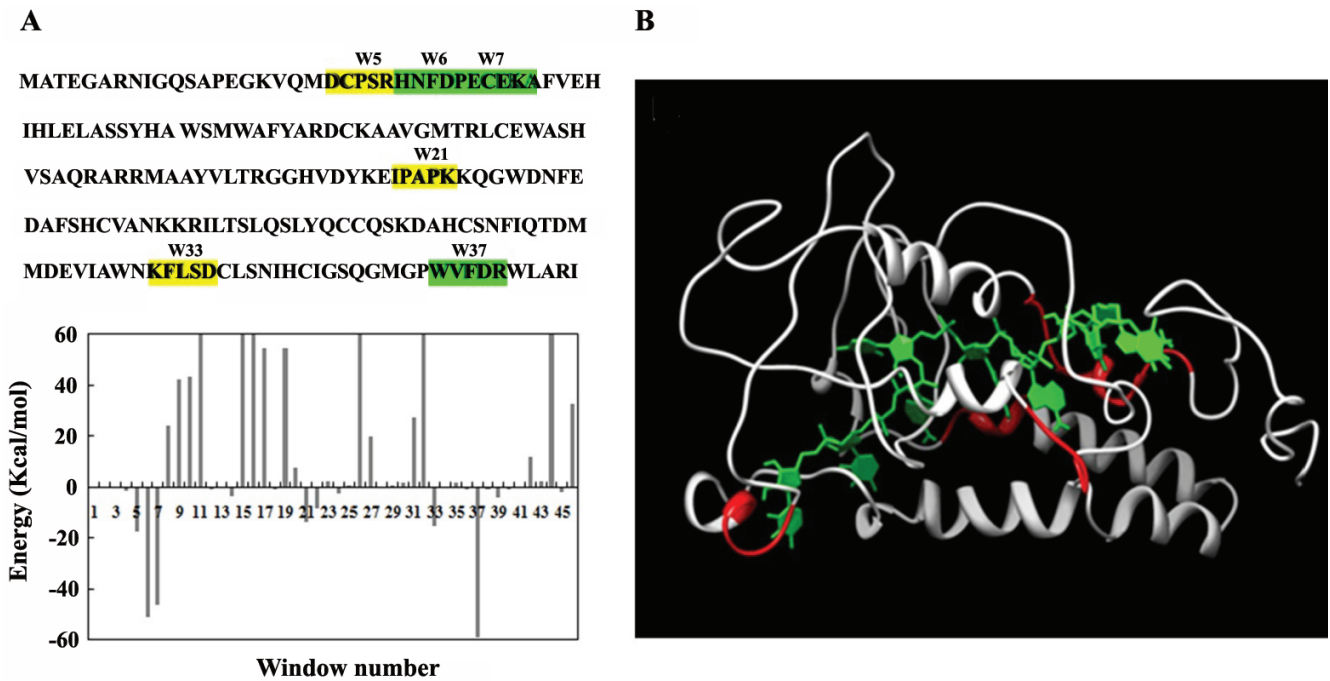 A
B
W5 W6 W7
MATEGARNIGQSAPEGKVQMDCPSRHNFDPECEKAFVEH
IHLELASSYHA WSMWAFYARDCKAAVGMTRLCEWASH
W21
VSAQRARRMAAYVLTRGGHVDYKEIPAPKKQGWDNFE
DAFSHCVANKKRILTSLQSLYQCCQSKDAHCSNFIQTDM
W33 W37
MDEVIAWNKFLSDCLSNIHCIGSQGMGPWVFDRWLARI
60
40
20
0
-20
-40
-60
1 3 5 7 9 11 13 15 17 19 21 23 25 27 29 31 33 35 37 39 41 43 45
Energy (Kcal/mol)
Window number